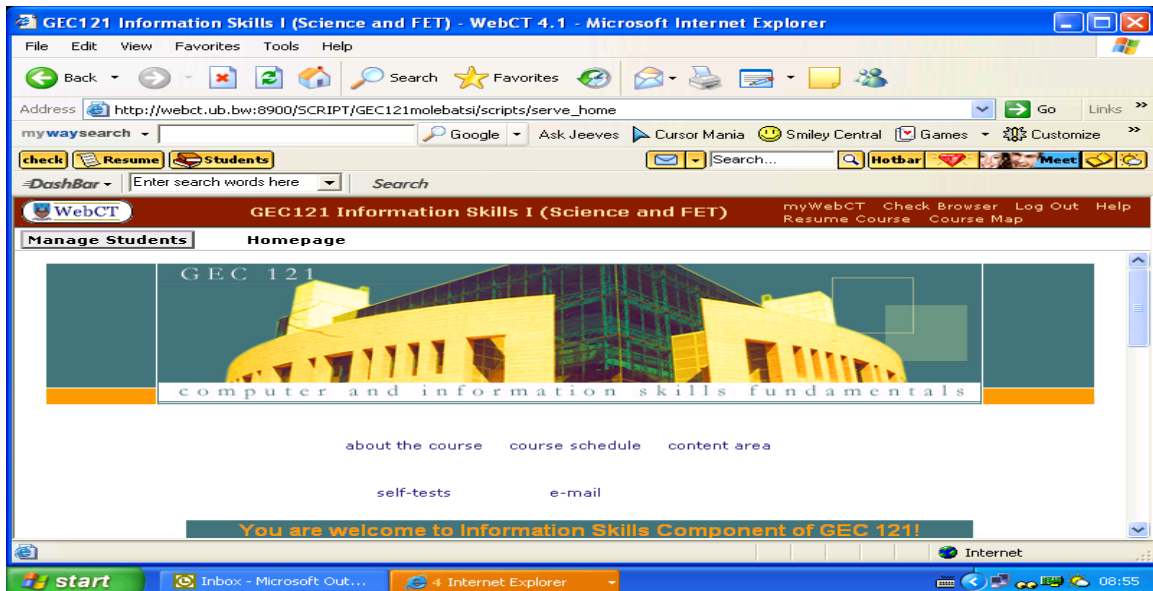 GEC121 Information Skills I (Science and FET) - WebCT 4.1 - Microsoft Internet Explorer
File Edit View Favorites Tools Help
Back Search Favorites
Address http://webct.ub.bw:8900/SCRIPT/GEC121molebatsi/scripts/serve_home Go Links »
mywaysearch Google Ask Jeeves Cursor Mania Smiley Central Games Customize »
check Resume Students Search... Hotbar Meet
DashBar Enter search words here Search
WebCT GEC121 Information Skills I (Science and FET) myWebCT Check Browser Log Out Help
Resume Course Course Map
Manage Students Homepage
GEC 121
computer and information skills fundamentals
about the course course schedule content area
self-tests e-mail
You are welcome to Information Skills Component of GEC 121!
Internet
start Inbox - Microsoft Out... 4 Internet Explorer 08:55